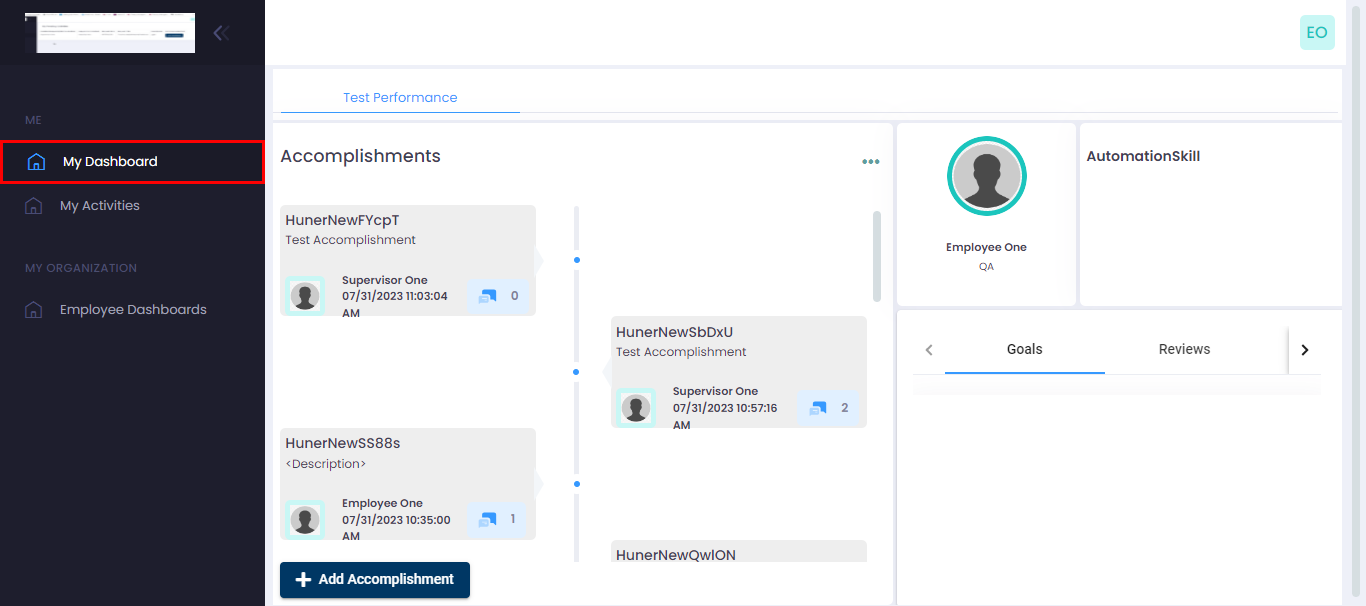 EO
ME
My Dashboard
My Activities
MY ORGANIZATION
Employee Dashboards
Test Performance
Accomplishments
HunerNewFYcpT
Test Accomplishment
Supervisor One
07/31/2023 11:03:04
AM
0
HunerNewSbDxU
Test Accomplishment
Supervisor One
07/31/2023 10:57:16
AM
2
HunerNewSS88s
<Description>
Employee One
07/31/2023 10:35:00
AM
1
HunerNewQwlON
Add Accomplishment
Employee One
QA
AutomationSkill
Goals
Reviews